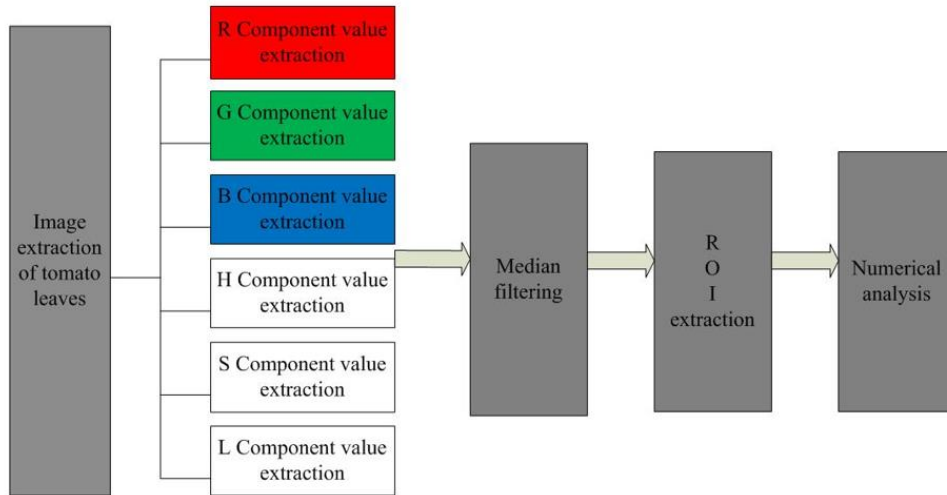 Image
extraction
of tomato
leaves
R Component value
extraction
G Component value
extraction
B Component value
extraction
H Component value
extraction
S Component value
extraction
L Component value
extraction
Median
filtering
R
O
I
extraction
Numerical
analysis